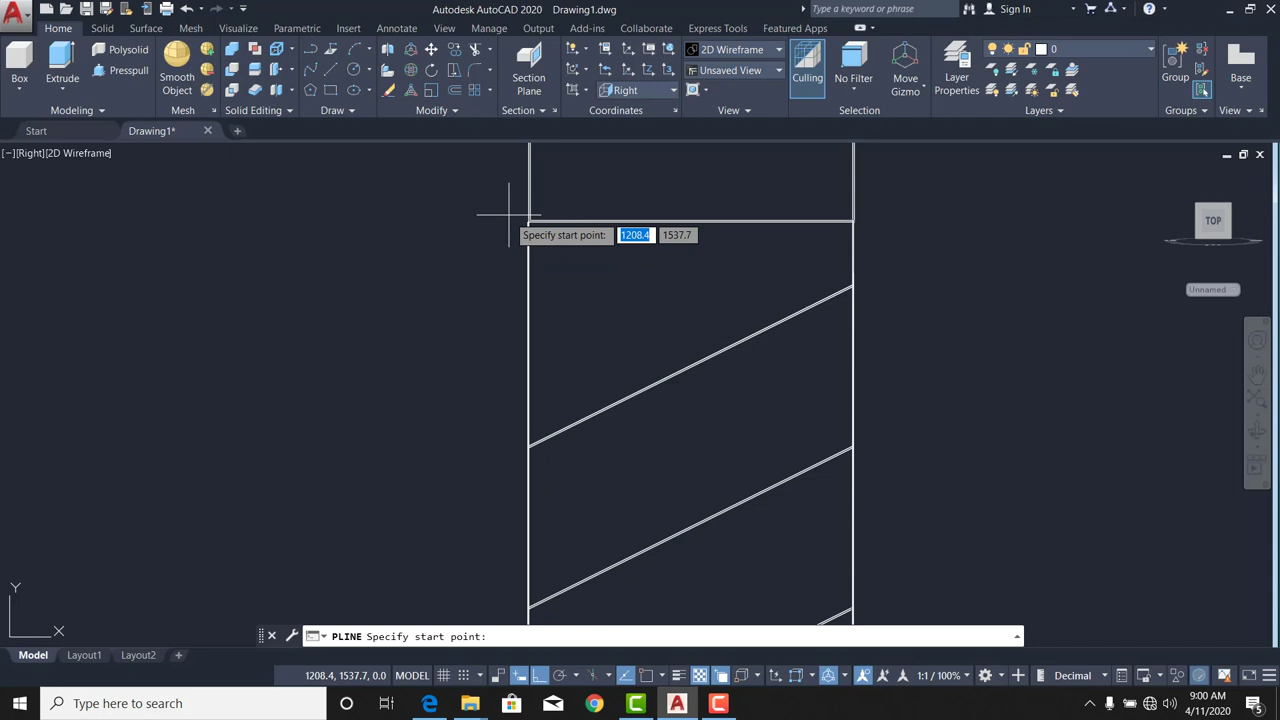 Autodesk AutoCAD 2020 Drawing1.dwg
Type a keyword or phrase
Sign In
Home Solid Surface Mesh Visualize Parametric Insert Annotate View Manage Output Add-ins Collaborate Express Tools Featured Apps
Box
Extrude
Polysolid
Presspull
Smooth
Object
Section
Plane
2D Wireframe
Unsaved View
Right
Culling
No Filter
Move
Gizmo
Layer
Properties
0
Group
Base
Modeling Mesh Solid Editing Draw Modify Section Coordinates View Selection Layers Groups View
Start
Drawing1*
[−][Right][2D Wireframe]
TOP
Unnamed
Specify start point: 1208.4 1537.7
Y
X
PLINE Specify start point:
Model Layout1 Layout2
1208.4, 1537.7, 0.0 MODEL 1:1 / 100% Decimal
Type here to search
9:00 AM
4/11/2020
5